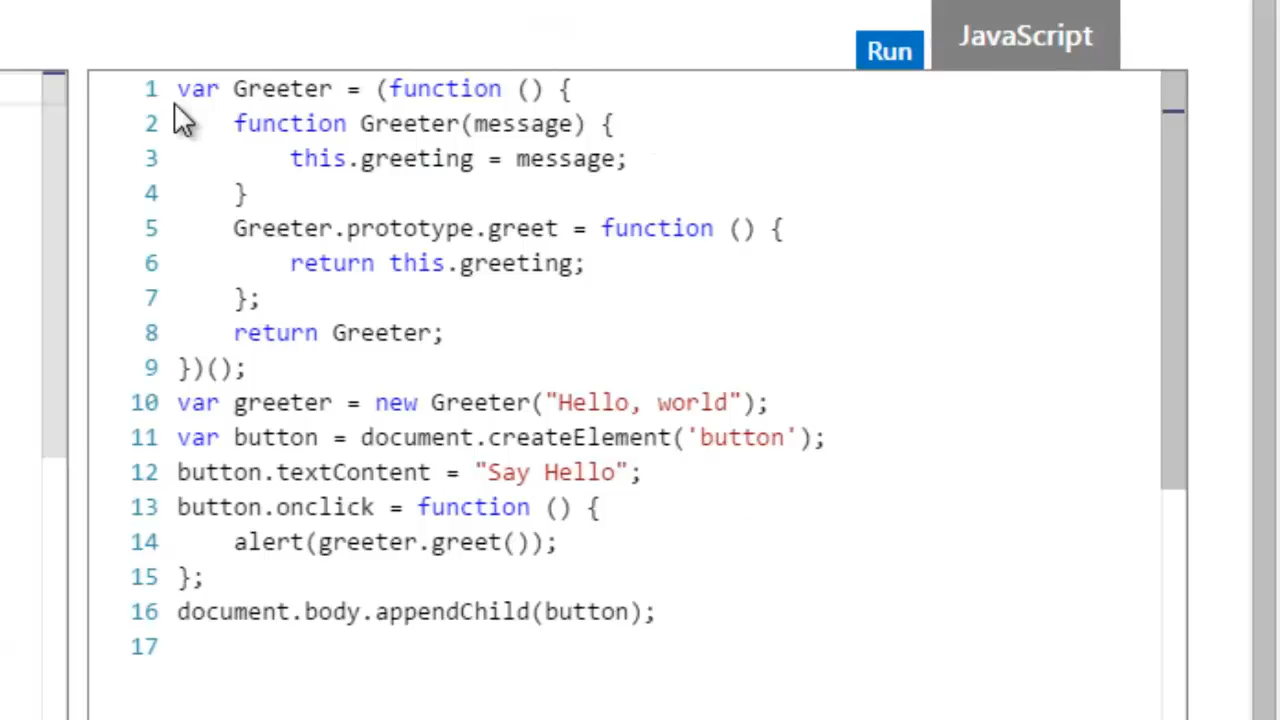 JavaScript
Run
1 var Greeter = (function () {
2     function Greeter(message) {
3         this.greeting = message;
4     }
5     Greeter.prototype.greet = function () {
6         return this.greeting;
7     };
8     return Greeter;
9 })();
10 var greeter = new Greeter("Hello, world");
11 var button = document.createElement('button');
12 button.textContent = "Say Hello";
13 button.onclick = function () {
14     alert(greeter.greet());
15 };
16 document.body.appendChild(button);
17